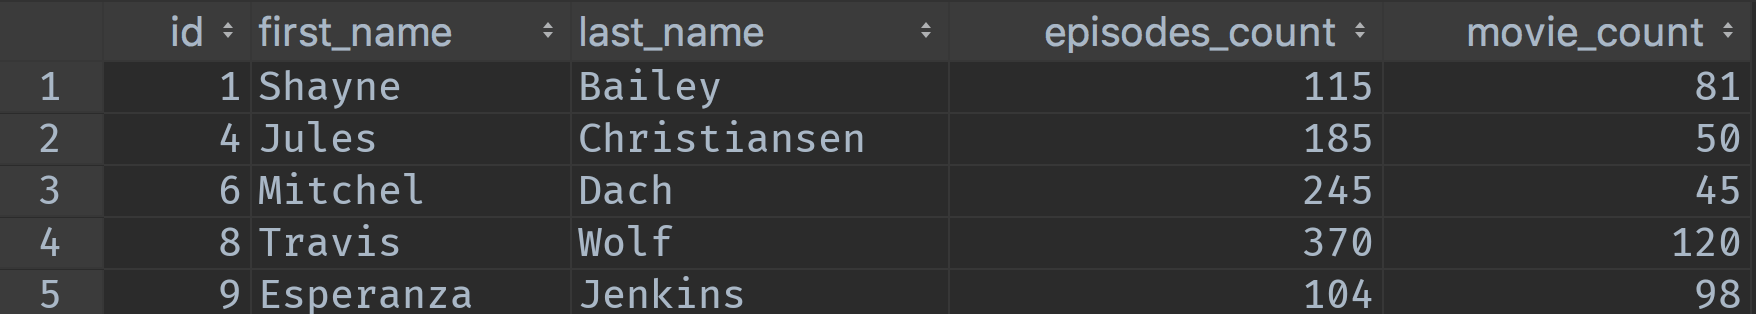 id first_name last_name episodes_count movie_count
1 1 Shayne Bailey 115 81
2 4 Jules Christiansen 185 50
3 6 Mitchel Dach 245 45
4 8 Travis Wolf 370 120
5 9 Esperanza Jenkins 104 98